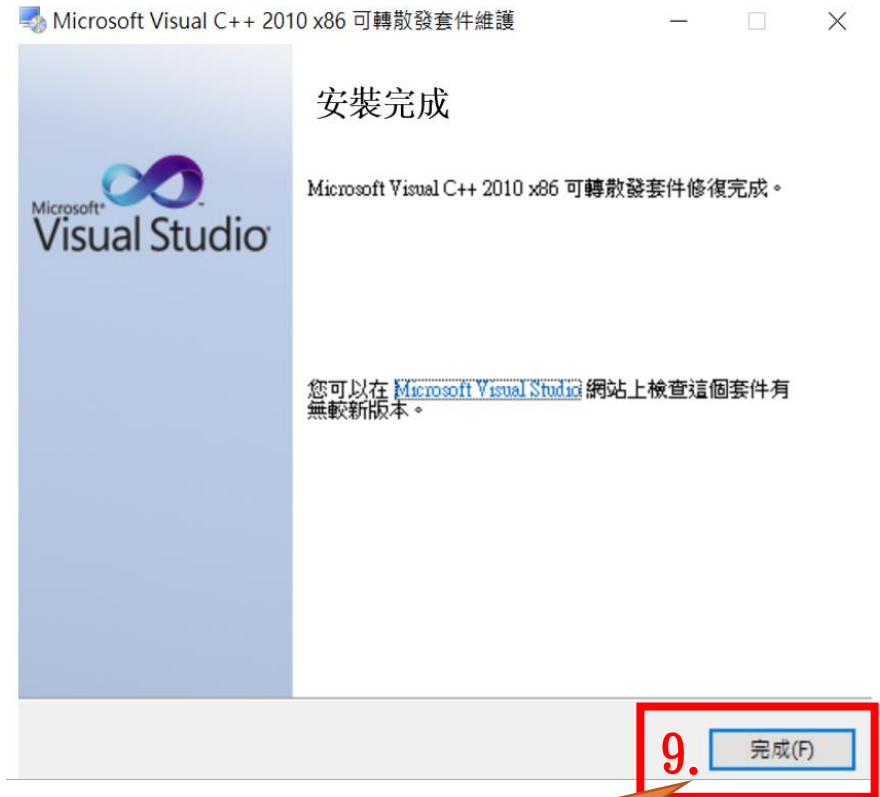 Microsoft Visual C++ 2010 x86 可轉散發套件維護
安裝完成
Microsoft Visual C++ 2010 x86 可轉散發套件修復完成。
Microsoft®
Visual Studio®
您可以在 Microsoft Visual Studio 網站上檢查這個套件有
無較新版本。
9.
完成(F)